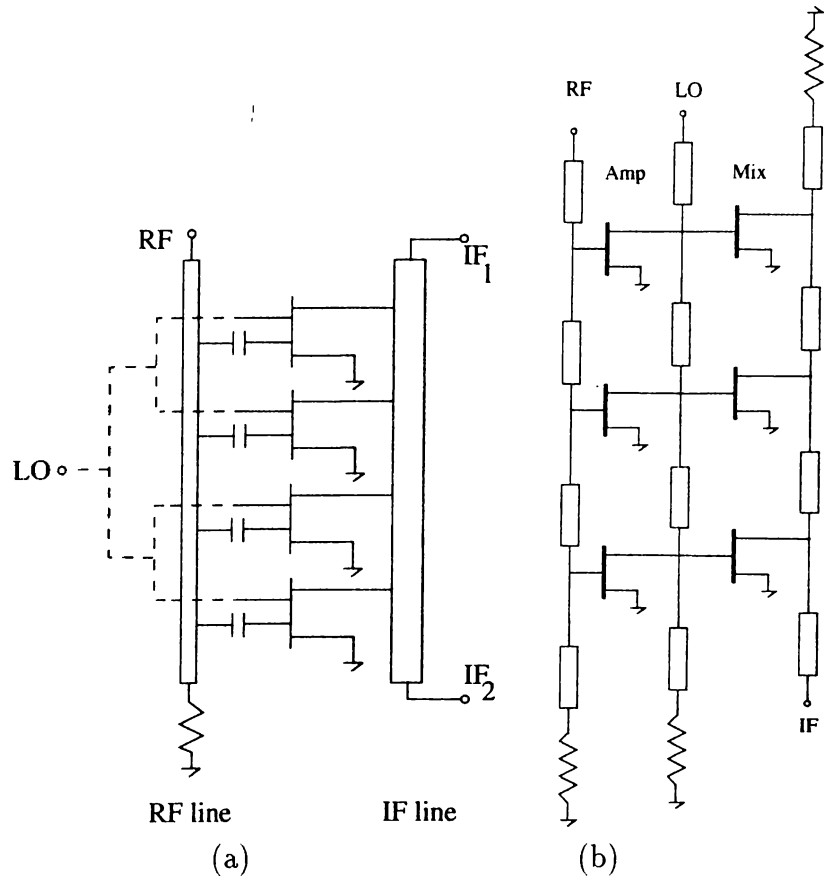 RF
LO
Amp
Mix
RF
IF1
LO
IF2
IF
RF line
IF line
(a)
(b)